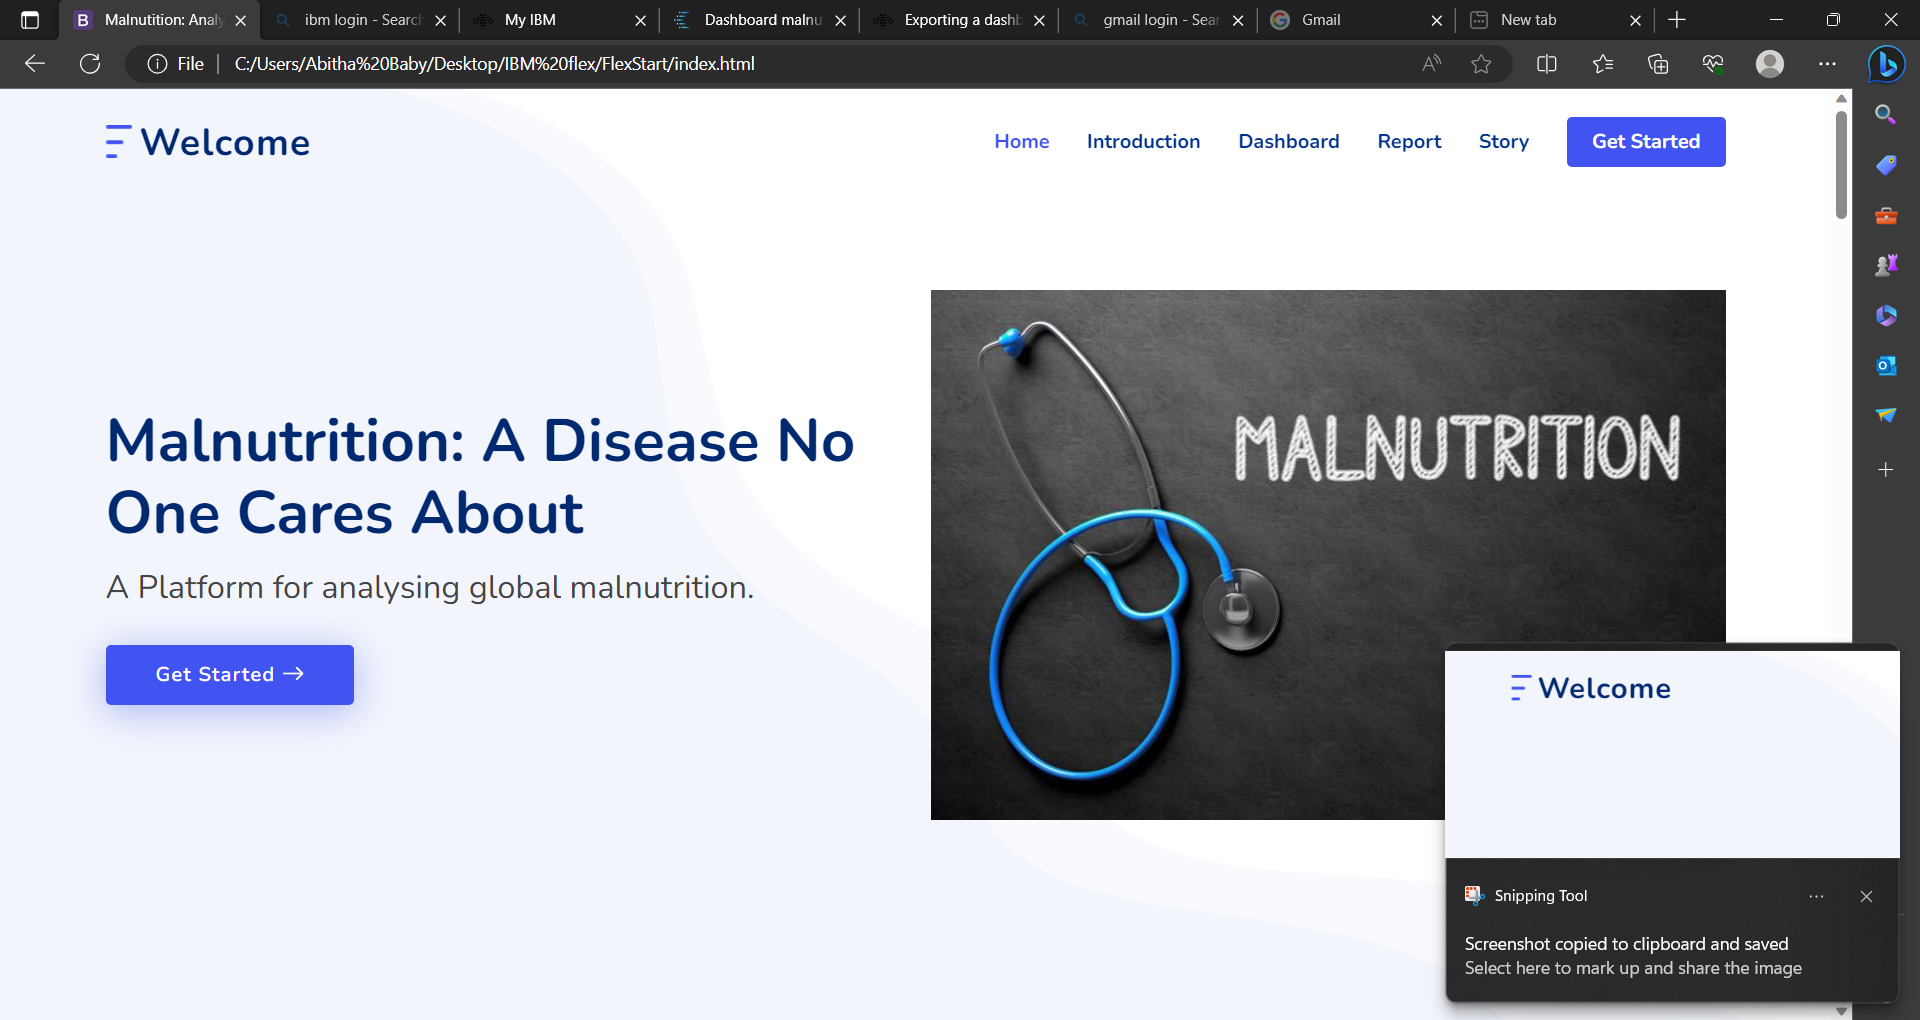 B Malnutition: Analy
ibm login - Search
My IBM
Dashboard malnu
Exporting a dashb
gmail login - Sear
Gmail
New tab
File
C:/Users/Abitha%20Baby/Desktop/IBM%20flex/FlexStart/index.html
Welcome
Home
Introduction
Dashboard
Report
Story
Get Started
Malnutrition: A Disease No
One Cares About
A Platform for analysing global malnutrition.
Get Started →
MALNUTRITION
Welcome
Snipping Tool
Screenshot copied to clipboard and saved
Select here to mark up and share the image